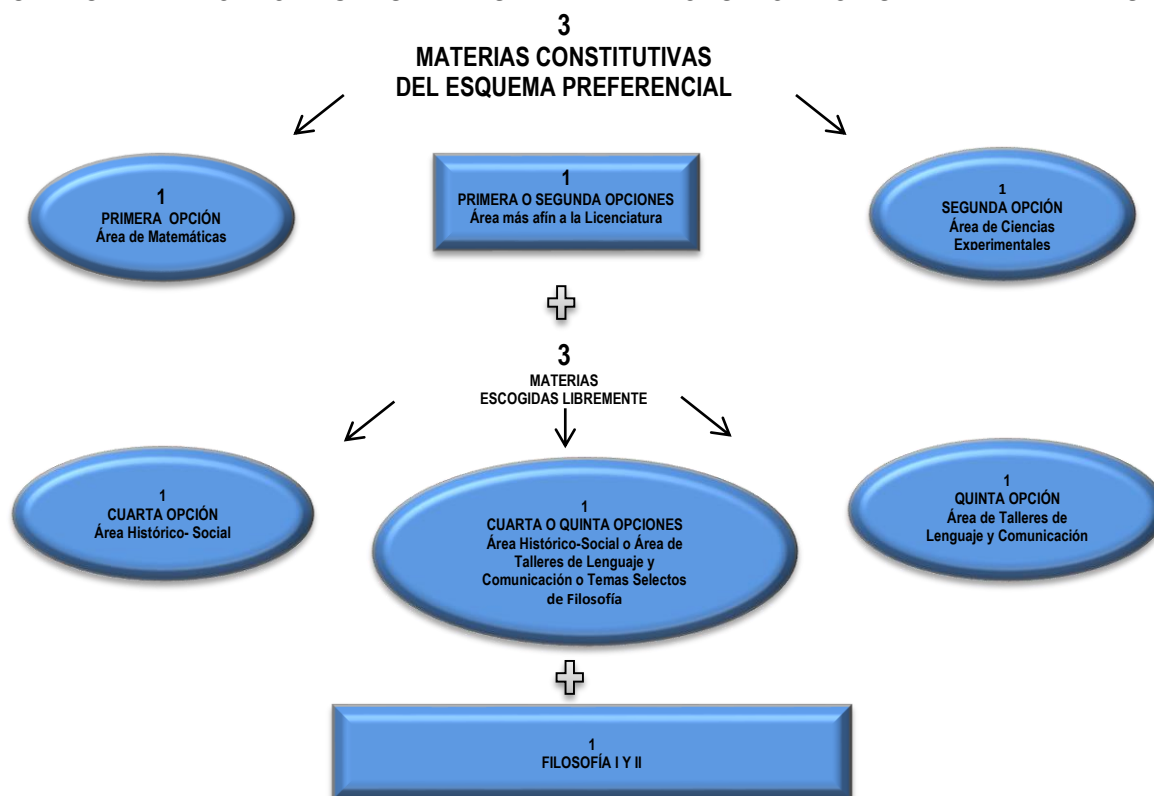 3
MATERIAS CONSTITUTIVAS
DEL ESQUEMA PREFERENCIAL
1
PRIMERA OPCIÓN
Área de Matemáticas
1
PRIMERA O SEGUNDA OPCIONES
Área más afín a la Licenciatura
1
SEGUNDA OPCIÓN
Área de Ciencias
Experimentales
3
MATERIAS
ESCOGIDAS LIBREMENTE
1
CUARTA OPCIÓN
Área Histórico- Social
1
CUARTA O QUINTA OPCIONES
Área Histórico-Social o Área de
Talleres de Lenguaje y
Comunicación o Temas Selectos
de Filosofía
1
QUINTA OPCIÓN
Área de Talleres de
Lenguaje y Comunicación
1
FILOSOFÍA I Y II